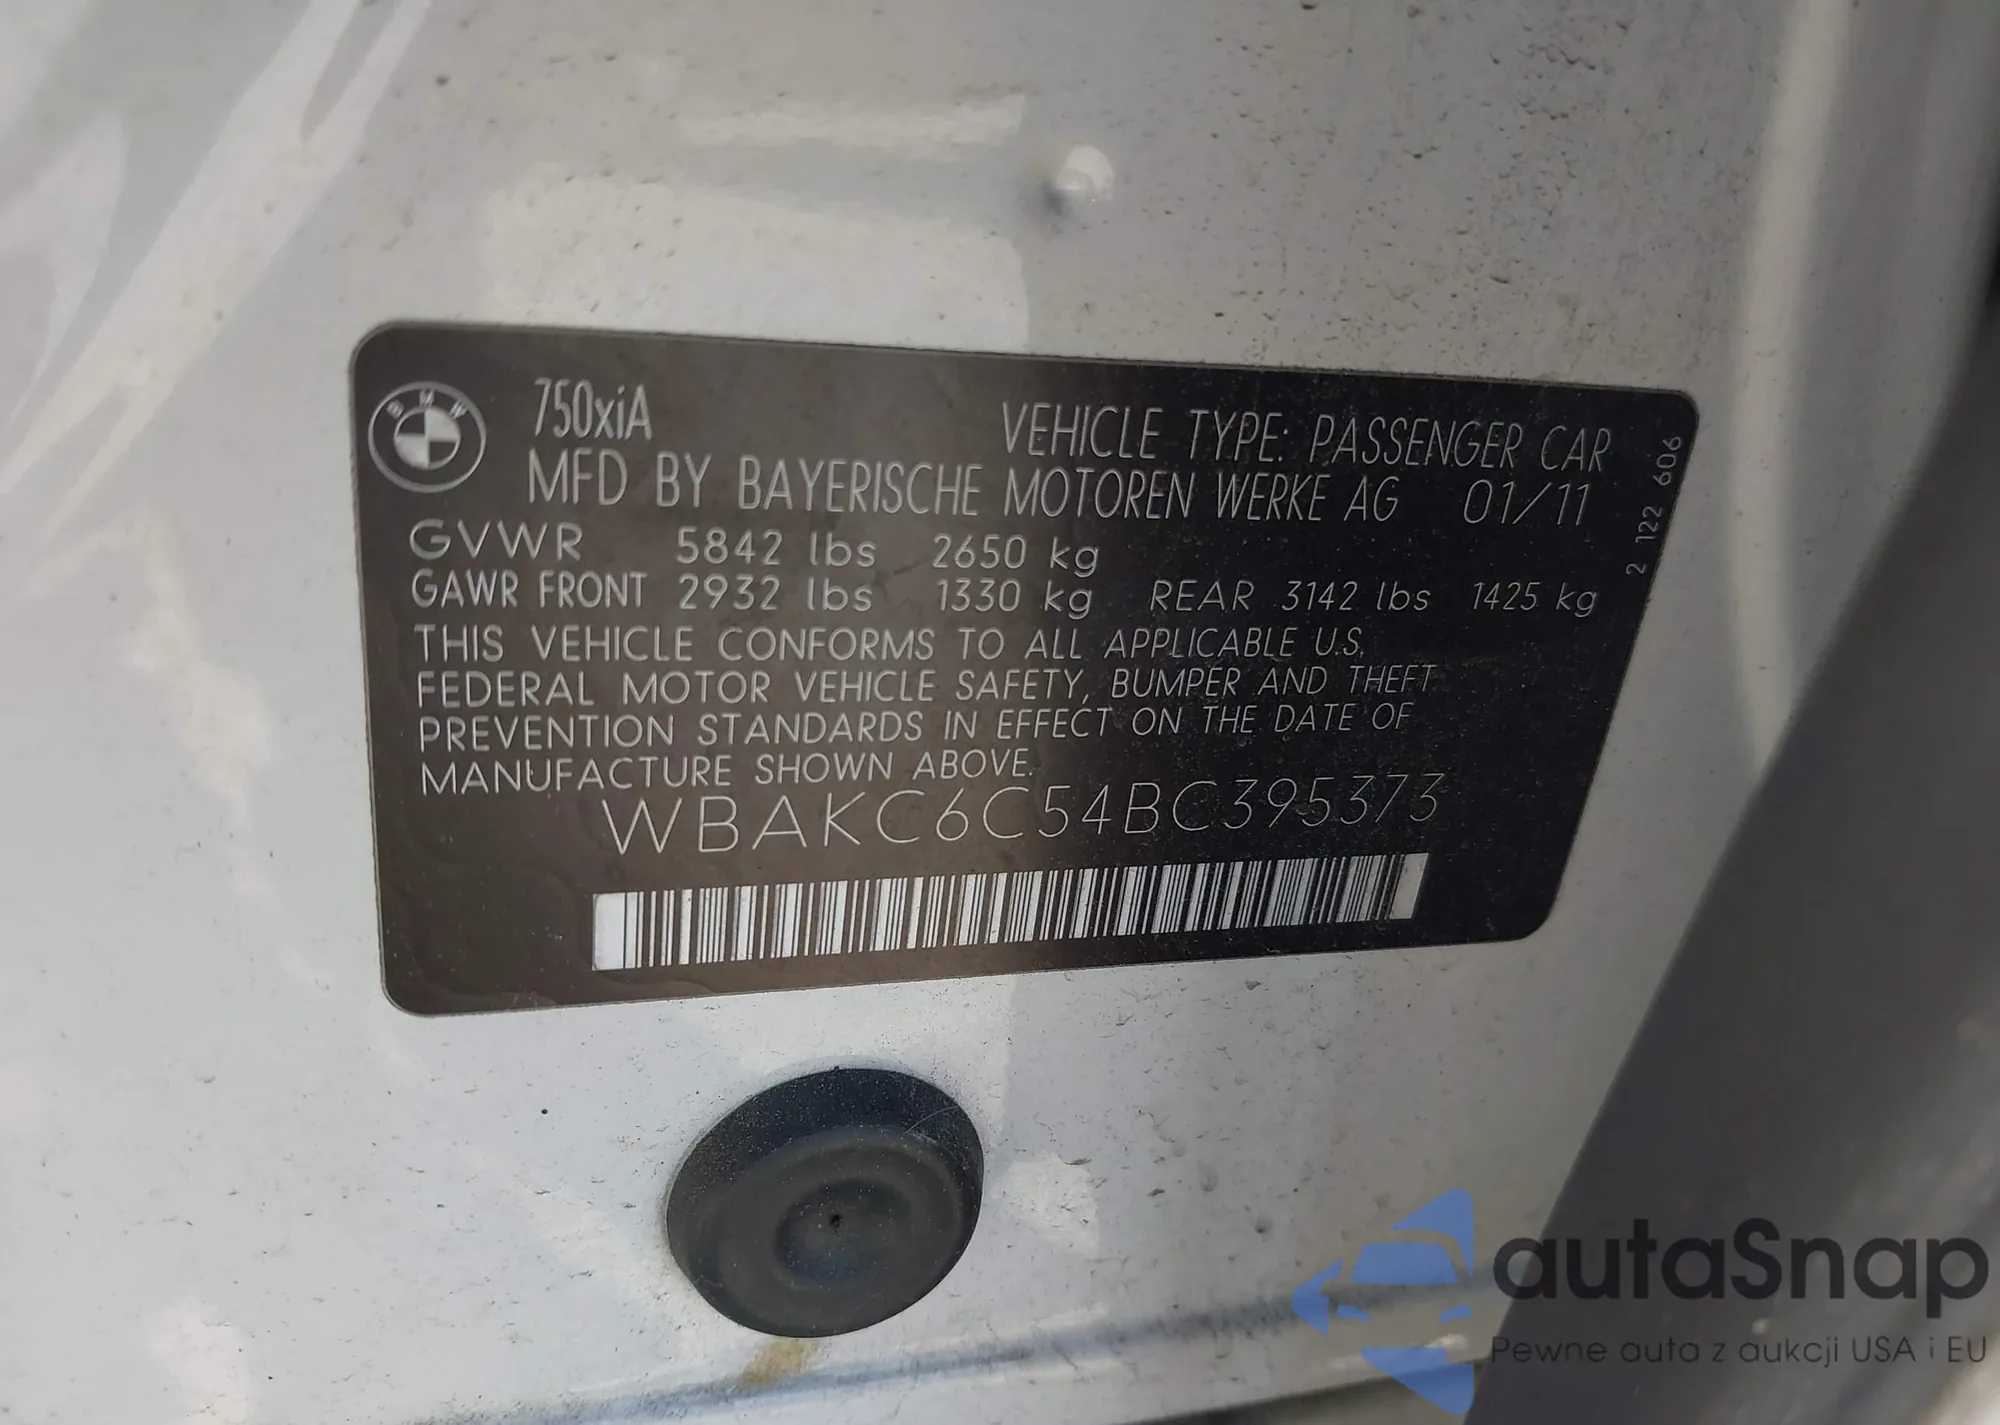 BMW
750xiA
VEHICLE TYPE: PASSENGER CAR
MFD BY BAYERISCHE MOTOREN WERKE AG 01/11
GVWR 5842 lbs 2650 kg
GAWR FRONT 2932 lbs 1330 kg REAR 3142 lbs 1425 kg
THIS VEHICLE CONFORMS TO ALL APPLICABLE U.S.
FEDERAL MOTOR VEHICLE SAFETY, BUMPER AND THEFT
PREVENTION STANDARDS IN EFFECT ON THE DATE OF
MANUFACTURE SHOWN ABOVE.
WBAKC6C54BC395373
2 122 606
autaSnap
Pewne auta z aukcji USA i EU